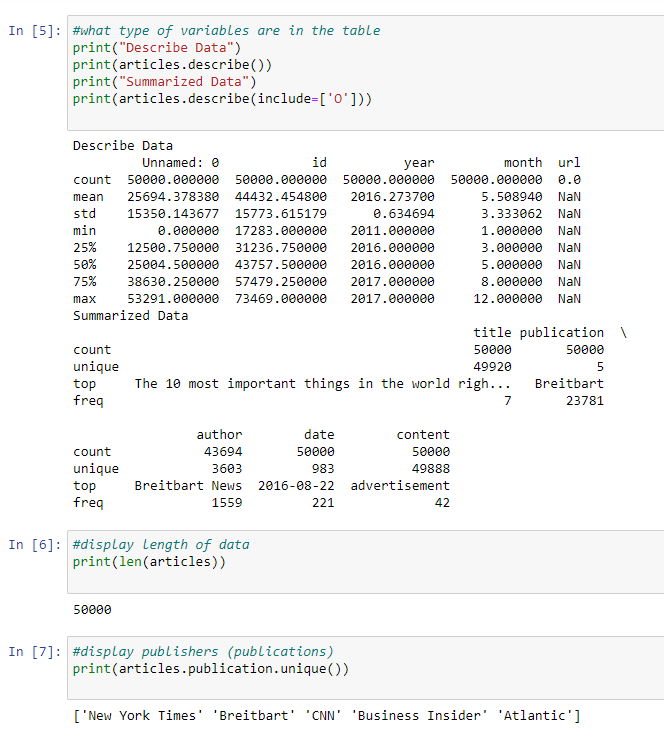 In [5]: #what type of variables are in the table
print("Describe Data")
print(articles.describe())
print("Summarized Data")
print(articles.describe(include=['O']))
Describe Data
Unnamed: 0 id year month url
count 50000.000000 50000.000000 50000.000000 50000.000000 0.0
mean 25694.378380 44432.454800 2016.273700 5.508940 NaN
std 15350.143677 15773.615179 0.634694 3.333062 NaN
min 0.000000 17283.000000 2011.000000 1.000000 NaN
25% 12500.750000 31236.750000 2016.000000 3.000000 NaN
50% 25004.500000 43757.500000 2016.000000 5.000000 NaN
75% 38630.250000 57479.250000 2017.000000 8.000000 NaN
max 53291.000000 73469.000000 2017.000000 12.000000 NaN
Summarized Data
title publication \
count 50000 50000
unique 49920 5
top The 10 most important things in the world righ... Breitbart
freq 7 23781
author date content
count 43694 50000 50000
unique 3603 983 49888
top Breitbart News 2016-08-22 advertisement
freq 1559 221 42
In [6]: #display length of data
print(len(articles))
50000
In [7]: #display publishers (publications)
print(articles.publication.unique())
['New York Times' 'Breitbart' 'CNN' 'Business Insider' 'Atlantic']